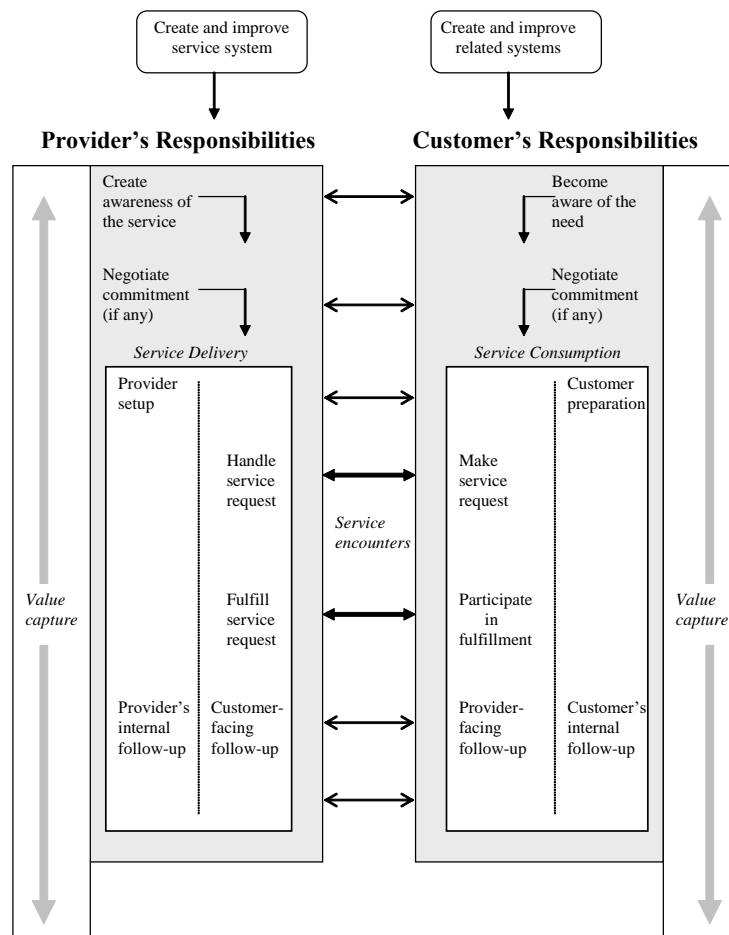 Create and improve
service system
Create and improve
related systems
Provider’s Responsibilities
Customer’s Responsibilities
Create
awareness of
the service
Become
aware of the
need
Negotiate
commitment
(if any)
Negotiate
commitment
(if any)
Service Delivery
Service Consumption
Provider
setup
Customer
preparation
Handle
service
request
Make
service
request
Service
encounters
Value
capture
Fulfill
service
request
Participate
in
fulfillment
Value
capture
Provider’s
internal
follow-up
Customer-
facing
follow-up
Provider-
facing
follow-up
Customer’s
internal
follow-up